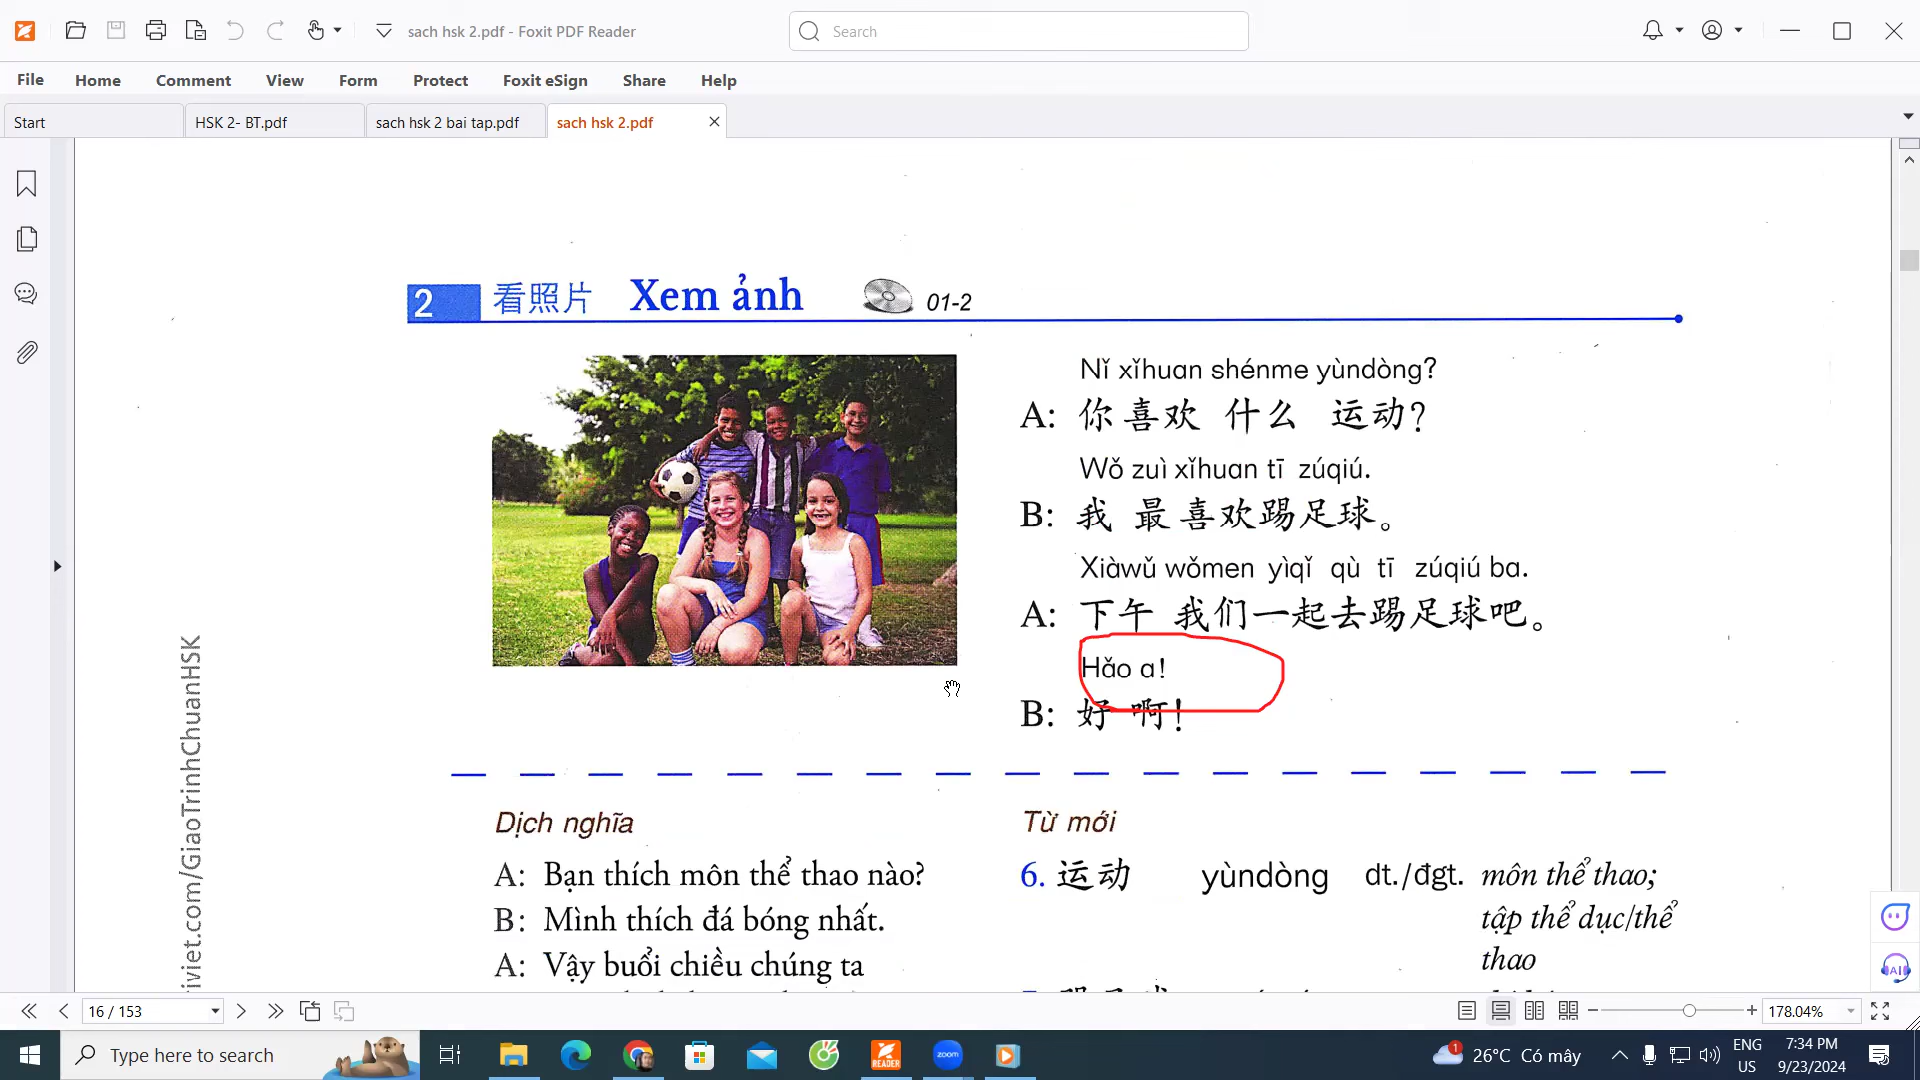 sach hsk 2.pdf - Foxit PDF Reader
Search
File Home Comment View Form Protect Foxit eSign Share Help
Start HSK 2- BT.pdf sach hsk 2 bai tap.pdf sach hsk 2.pdf
2 看照片 Xem ảnh 01-2
Nǐ xǐhuan shénme yùndòng?
A: 你喜欢 什么 运动?
Wǒ zuì xǐhuan tī zúqiú.
B: 我 最喜欢踢足球。
Xiàwǔ wǒmen yìqǐ qù tī zúqiú ba.
A: 下午 我们一起去踢足球吧。
Hǎo a!
B: 好 啊!
iviet.com/GiaoTrinhChuanHSK
Dịch nghĩa
A: Bạn thích môn thể thao nào?
B: Mình thích đá bóng nhất.
A: Vậy buổi chiều chúng ta
Từ mới
6. 运动 yùndòng dt./đgt. môn thể thao;
tập thể dục/thể
thao
AI
16 / 153
178.04%
Type here to search
READER
zoom
1
26°C Có mây
ENG
US
7:34 PM
9/23/2024